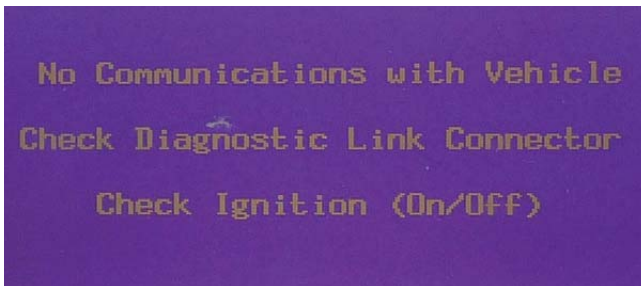 No Communications with Vehicle
Check Diagnostic Link Connector
Check Ignition (On/Off)